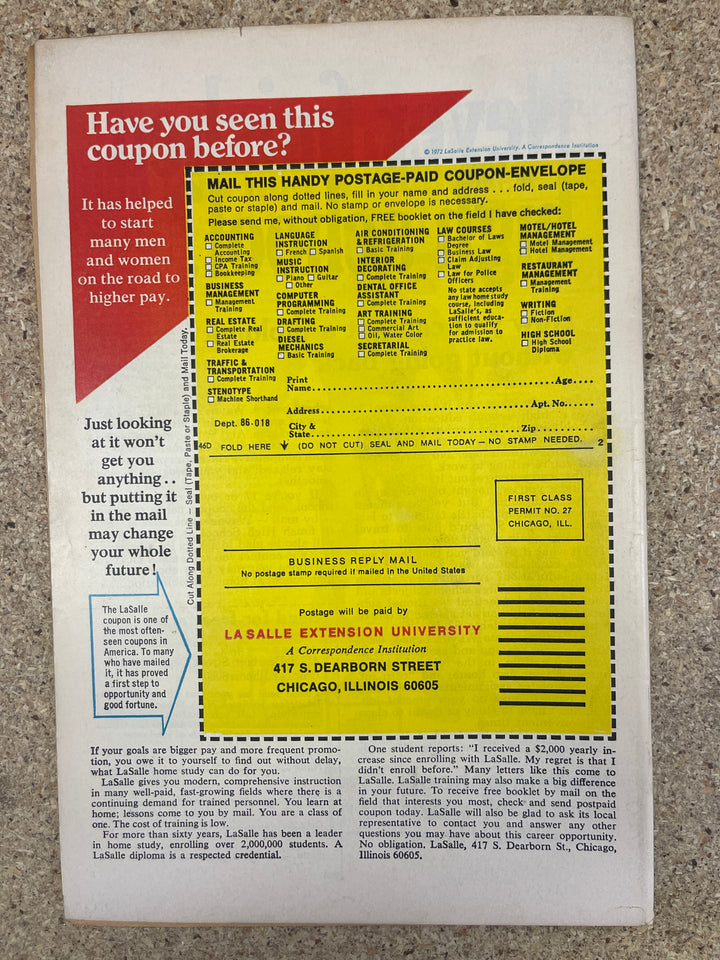 Have you seen this
coupon before?
© 1972 LaSalle Extension University, A Correspondence Institution
It has helped
to start
many men
and women
on the road to
higher pay.
MAIL THIS HANDY POSTAGE-PAID COUPON-ENVELOPE
Cut coupon along dotted lines, fill in your name and address . . . fold, seal (tape,
paste or staple) and mail. No stamp or envelope is necessary.
Please send me, without obligation, FREE booklet on the field I have checked:
ACCOUNTING
Complete
Accounting
Income Tax
CPA Training
Bookkeeping
BUSINESS
MANAGEMENT
Management
Training
REAL ESTATE
Complete Real
Estate
Real Estate
Brokerage
TRAFFIC &
TRANSPORTATION
Complete Training
STENOTYPE
Machine Shorthand
LANGUAGE
INSTRUCTION
French Spanish
MUSIC
INSTRUCTION
Piano Guitar
Other
COMPUTER
PROGRAMMING
Complete Training
DRAFTING
Complete Training
DIESEL
MECHANICS
Basic Training
AIR CONDITIONING
& REFRIGERATION
Basic Training
INTERIOR
DECORATING
Complete Training
DENTAL OFFICE
ASSISTANT
Complete Training
ART TRAINING
Complete Training
Commercial Art
Oil, Water Color
SECRETARIAL
Complete Training
LAW COURSES
Bachelor of Laws
Degree
Business Law
Claim Adjusting
Law
Law for Police
Officers
No state accepts
any law home study
course, including
LaSalle's, as
sufficient educa-
tion to qualify
for admission to
practice law.
MOTEL/HOTEL
MANAGEMENT
Motel Management
Hotel Management
RESTAURANT
MANAGEMENT
Management
Training
WRITING
Fiction
Non-Fiction
HIGH SCHOOL
High School
Diploma
Print
Name Age
Address Apt. No.
Dept. 86-018
City &
State Zip
46D FOLD HERE ↓ (DO NOT CUT) SEAL AND MAIL TODAY — NO STAMP NEEDED. 2
Cut Along Dotted Line — Seal (Tape, Paste or Staple) and Mail Today.
Just looking
at it won't
get you
anything . .
but putting it
in the mail
may change
your whole
future!
The LaSalle
coupon is one of
the most often-
seen coupons in
America. To many
who have mailed
it, it has proved
a first step to
opportunity and
good fortune.
FIRST CLASS
PERMIT NO. 27
CHICAGO, ILL.
BUSINESS REPLY MAIL
No postage stamp required if mailed in the United States
Postage will be paid by
LA SALLE EXTENSION UNIVERSITY
A Correspondence Institution
417 S. DEARBORN STREET
CHICAGO, ILLINOIS 60605
If your goals are bigger pay and more frequent promo-
tion, you owe it to yourself to find out without delay,
what LaSalle home study can do for you.
LaSalle gives you modern, comprehensive instruction
in many well-paid, fast-growing fields where there is a
continuing demand for trained personnel. You learn at
home; lessons come to you by mail. You are a class of
one. The cost of training is low.
For more than sixty years, LaSalle has been a leader
in home study, enrolling over 2,000,000 students. A
LaSalle diploma is a respected credential.
One student reports: "I received a $2,000 yearly in-
crease since enrolling with LaSalle. My regret is that I
didn't enroll before." Many letters like this come to
LaSalle. LaSalle training may also make a big difference
in your future. To receive free booklet by mail on the
field that interests you most, check and send postpaid
coupon today. LaSalle will also be glad to ask its local
representative to contact you and answer any other
questions you may have about this career opportunity.
No obligation. LaSalle, 417 S. Dearborn St., Chicago,
Illinois 60605.